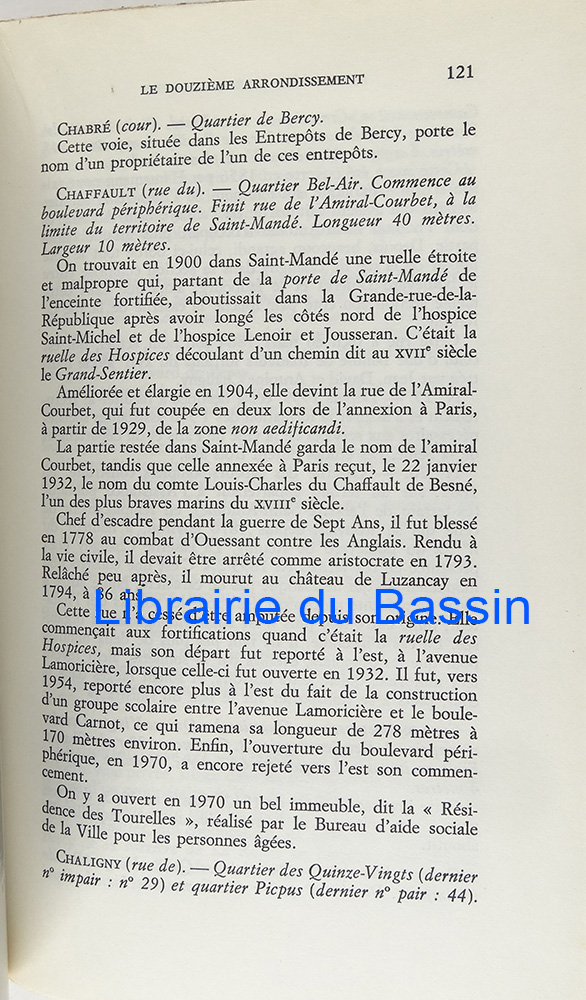 LE DOUZIÈME ARRONDISSEMENT 121
CHABRÉ (cour). — Quartier de Bercy.
Cette voie, située dans les Entrepôts de Bercy, porte le
nom d'un propriétaire de l'un de ces entrepôts.
CHAFFAULT (rue du). — Quartier Bel-Air. Commence au
boulevard périphérique. Finit rue de l'Amiral-Courbet, à la
limite du territoire de Saint-Mandé. Longueur 40 mètres.
Largeur 10 mètres.
On trouvait en 1900 dans Saint-Mandé une ruelle étroite
et malpropre qui, partant de la porte de Saint-Mandé de
l'enceinte fortifiée, aboutissait dans la Grande-rue-de-la-
République après avoir longé les côtés nord de l'hospice
Saint-Michel et de l'hospice Lenoir et Jousseran. C'était la
ruelle des Hospices découlant d'un chemin dit au XVIIe siècle
le Grand-Sentier.
Améliorée et élargie en 1904, elle devint la rue de l'Amiral-
Courbet, qui fut coupée en deux lors de l'annexion à Paris,
à partir de 1929, de la zone non aedificandi.
La partie restée dans Saint-Mandé garda le nom de l'amiral
Courbet, tandis que celle annexée à Paris reçut, le 22 janvier
1932, le nom du comte Louis-Charles du Chaffault de Besné,
l'un des plus braves marins du XVIIIe siècle.
Chef d'escadre pendant la guerre de Sept Ans, il fut blessé
en 1778 au combat d'Ouessant contre les Anglais. Rendu à
la vie civile, il devait être arrêté comme aristocrate en 1793.
Relâché peu après, il mourut au château de Luzancay en
1794, à 86 ans.
Librairie du Bassin
Cette rue n'a cessé d'être amputée depuis son origine. Elle
commençait aux fortifications quand c'était la ruelle des
Hospices, mais son départ fut reporté à l'est, à l'avenue
Lamoricière, lorsque celle-ci fut ouverte en 1932. Il fut, vers
1954, reporté encore plus à l'est du fait de la construction
d'un groupe scolaire entre l'avenue Lamoricière et le boule-
vard Carnot, ce qui ramena sa longueur de 278 mètres à
170 mètres environ. Enfin, l'ouverture du boulevard péri-
phérique, en 1970, a encore rejeté vers l'est son commen-
cement.
On y a ouvert en 1970 un bel immeuble, dit la « Rési-
dence des Tourelles », réalisé par le Bureau d'aide sociale
de la Ville pour les personnes âgées.
CHALIGNY (rue de). — Quartier des Quinze-Vingts (dernier
n° impair : n° 29) et quartier Picpus (dernier n° pair : 44).